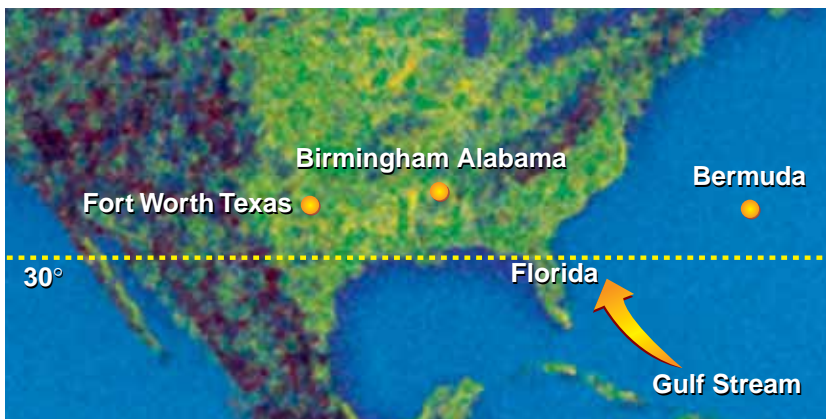 Birmingham Alabama
Bermuda
Fort Worth Texas
30°
Florida
Gulf Stream